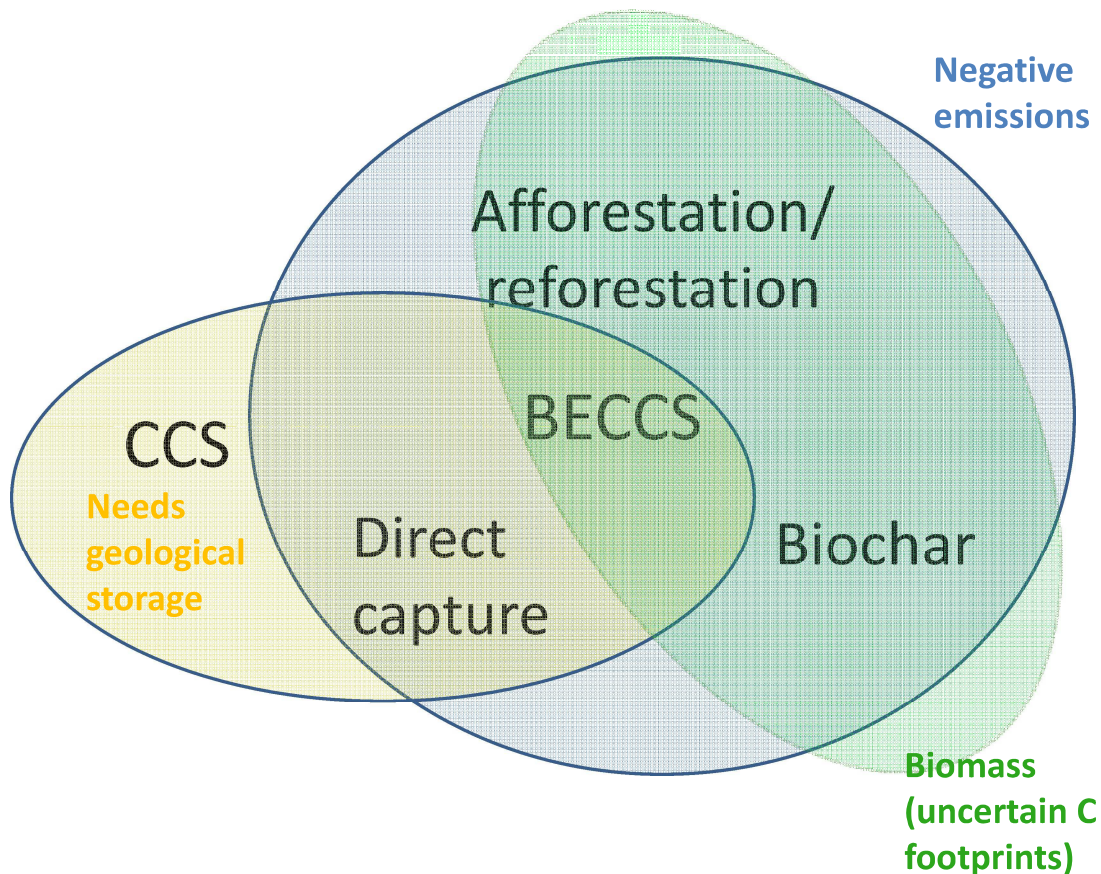 Negative
emissions
Afforestation/
reforestation
BECCS
CCS
Needs
geological
storage
Direct
capture
Biochar
Biomass
(uncertain C
footprints)